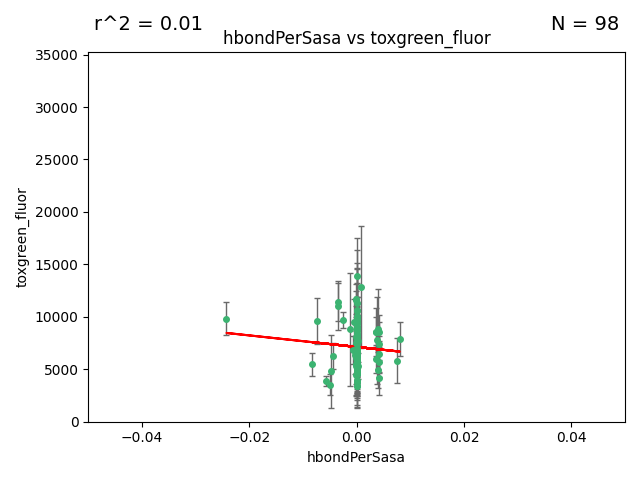 r^2 = 0.01
N = 98
hbondPerSasa vs toxgreen_fluor
35000
30000
25000
20000
15000
10000
5000
0
toxgreen_fluor
−0.04
−0.02
0.00
0.02
0.04
hbondPerSasa